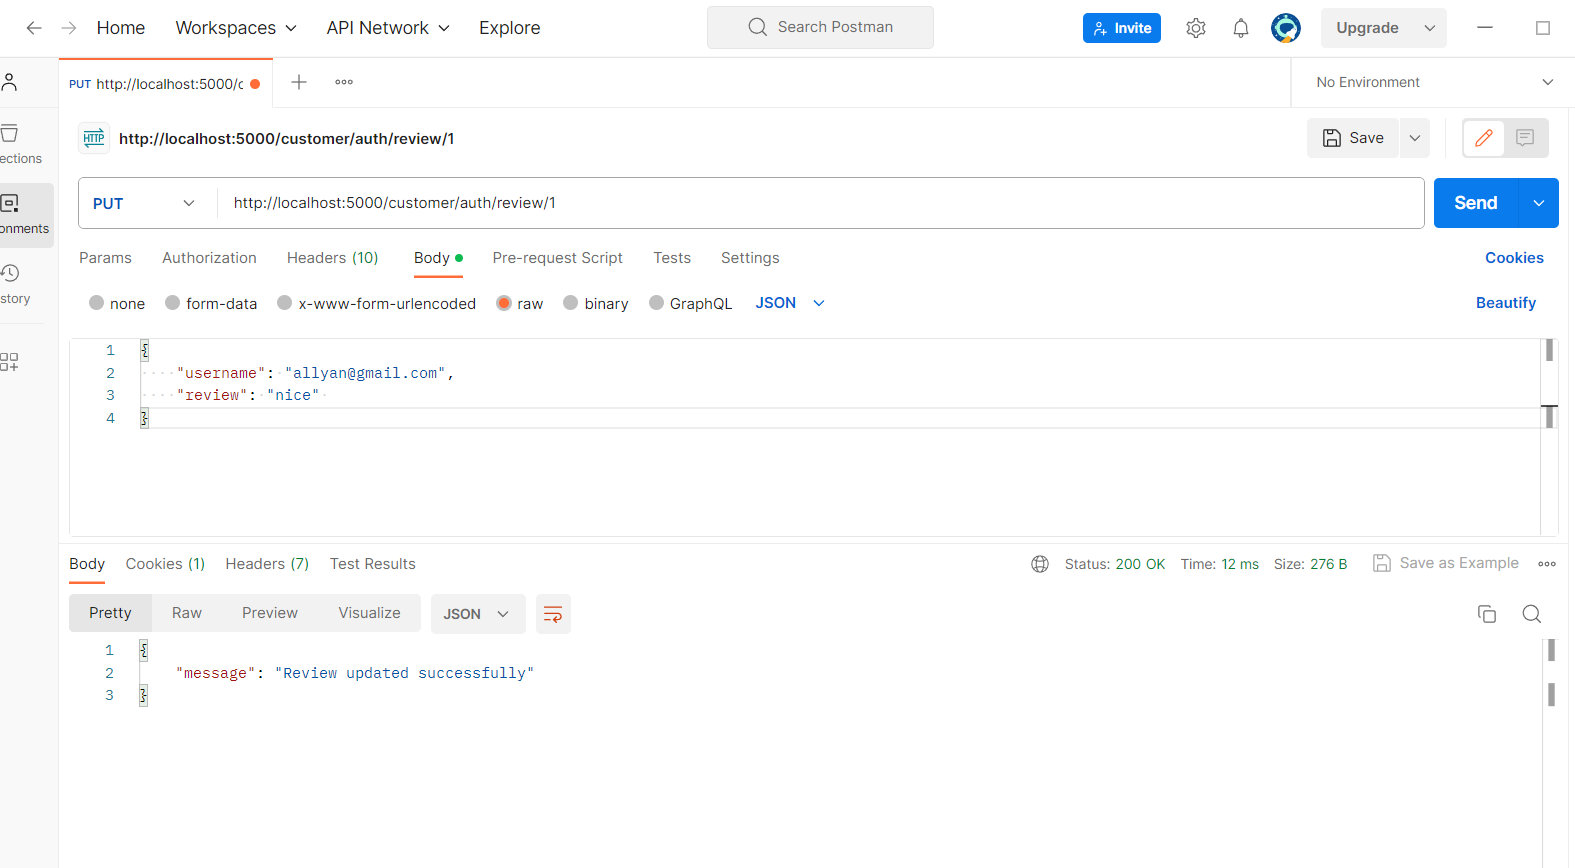 Home Workspaces API Network Explore Search Postman Invite Upgrade
PUT http://localhost:5000/c No Environment
HTTP http://localhost:5000/customer/auth/review/1 Save
ections
PUT http://localhost:5000/customer/auth/review/1 Send
onments
Params Authorization Headers (10) Body Pre-request Script Tests Settings Cookies
story
none form-data x-www-form-urlencoded raw binary GraphQL JSON Beautify
1 {
2 "username": "allyan@gmail.com",
3 "review": "nice"
4 }
Body Cookies (1) Headers (7) Test Results Status: 200 OK Time: 12 ms Size: 276 B Save as Example
Pretty Raw Preview Visualize JSON
1 {
2 "message": "Review updated successfully"
3 }